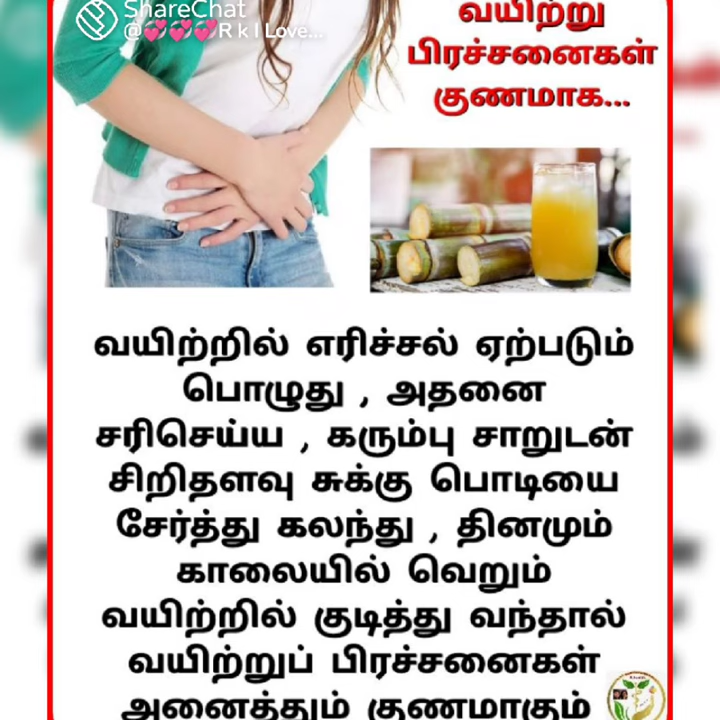 ShareChat
@💞💞💞R k I Love...
வயிற்று
பிரச்சனைகள்
குணமாக...
வயிற்றில் எரிச்சல் ஏற்படும்
பொழுது , அதனை
சரிசெய்ய , கரும்பு சாறுடன்
சிறிதளவு சுக்கு பொடியை
சேர்த்து கலந்து , தினமும்
காலையில் வெறும்
வயிற்றில் குடித்து வந்தால்
வயிற்றுப் பிரச்சனைகள்
அனைத்தும் குணமாகும்